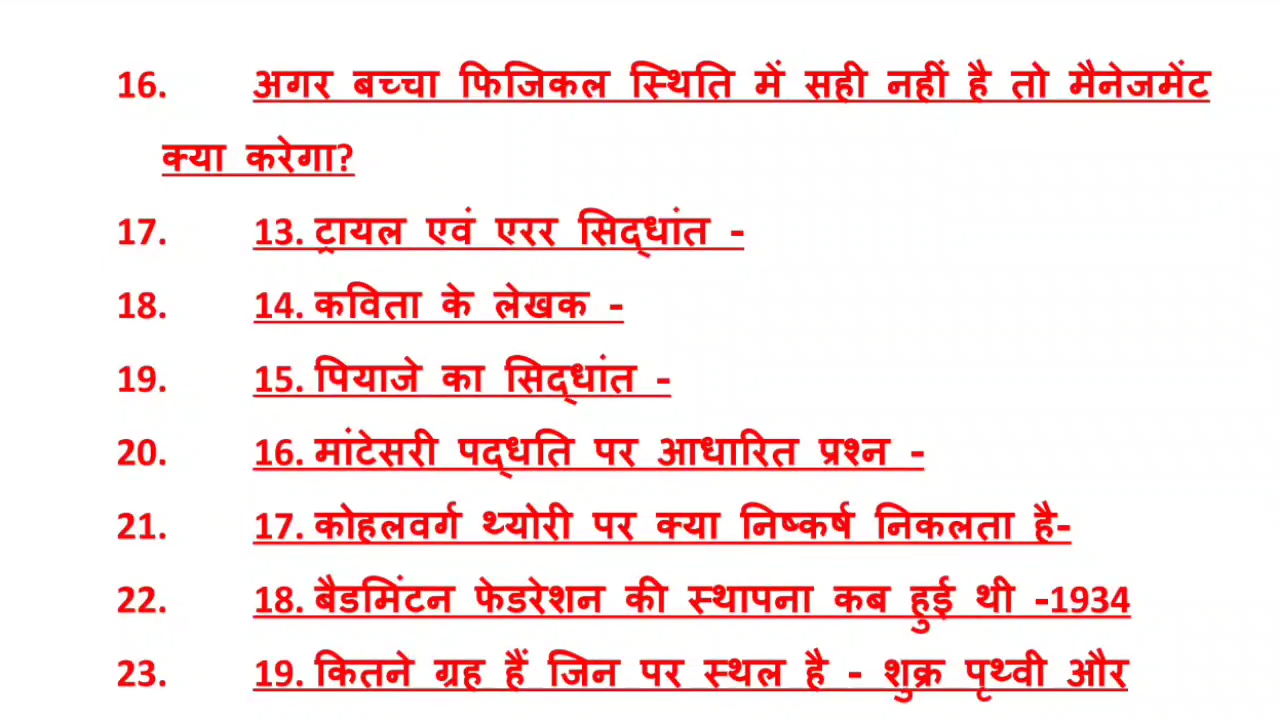 16. अगर बच्चा फिजिकल स्थिति में सही नहीं है तो मैनेजमेंट
क्या करेगा?
17. 13. ट्रायल एवं एरर सिद्धांत -
18. 14. कविता के लेखक -
19. 15. पियाजे का सिद्धांत -
20. 16. मांटेसरी पद्धति पर आधारित प्रश्न -
21. 17. कोहलवर्ग थ्योरी पर क्या निष्कर्ष निकलता है-
22. 18. बैडमिंटन फेडरेशन की स्थापना कब हुई थी -1934
23. 19. कितने ग्रह हैं जिन पर स्थल है - शुक्र पृथ्वी और